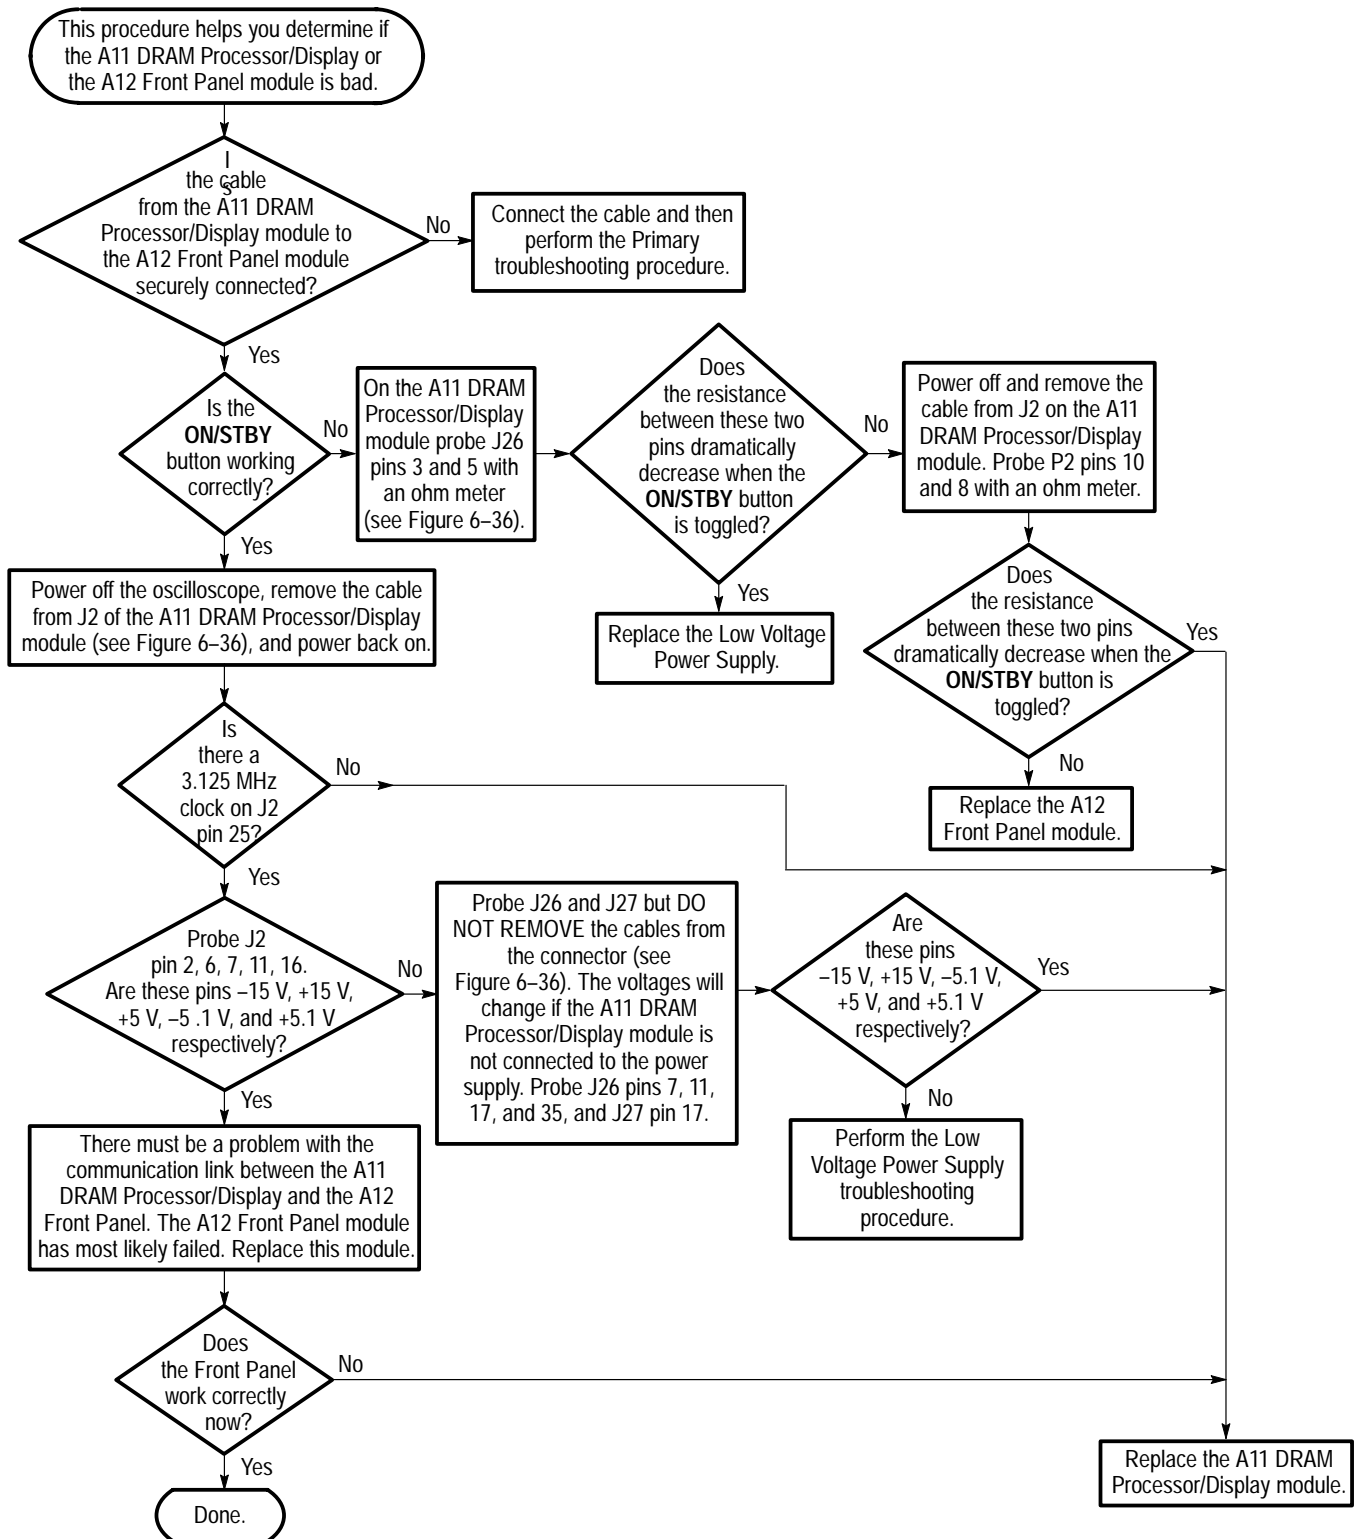 This procedure helps you determine if
the A11 DRAM Processor/Display or
the A12 Front Panel module is bad.
Is
the cable
from the A11 DRAM
Processor/Display module to
the A12 Front Panel module
securely connected?
No
Connect the cable and then
perform the Primary
troubleshooting procedure.
Yes
Is the
ON/STBY
button working
correctly?
No
On the A11 DRAM
Processor/Display
module probe J26
pins 3 and 5 with
an ohm meter
(see Figure 6–36).
Does
the resistance
between these two
pins dramatically
decrease when the
ON/STBY button
is toggled?
No
Power off and remove the
cable from J2 on the A11
DRAM Processor/Display
module. Probe P2 pins 10
and 8 with an ohm meter.
Yes
Replace the Low Voltage
Power Supply.
Does
the resistance
between these two pins
dramatically decrease when the
ON/STBY button is
toggled?
Yes
No
Replace the A12
Front Panel module.
Yes
Power off the oscilloscope, remove the cable
from J2 of the A11 DRAM Processor/Display
module (see Figure 6–36), and power back on.
Is
there a
3.125 MHz
clock on J2
pin 25?
No
Yes
Probe J2
pin 2, 6, 7, 11, 16.
Are these pins –15 V, +15 V,
+5 V, –5 .1 V, and +5.1 V
respectively?
No
Probe J26 and J27 but DO
NOT REMOVE the cables from
the connector (see
Figure 6–36). The voltages will
change if the A11 DRAM
Processor/Display module is
not connected to the power
supply. Probe J26 pins 7, 11,
17, and 35, and J27 pin 17.
Are
these pins
–15 V, +15 V, –5.1 V,
+5 V, and +5.1 V
respectively?
Yes
No
Perform the Low
Voltage Power Supply
troubleshooting
procedure.
Yes
There must be a problem with the
communication link between the A11
DRAM Processor/Display and the A12
Front Panel. The A12 Front Panel module
has most likely failed. Replace this module.
Does
the Front Panel
work correctly
now?
No
Replace the A11 DRAM
Processor/Display module.
Yes
Done.